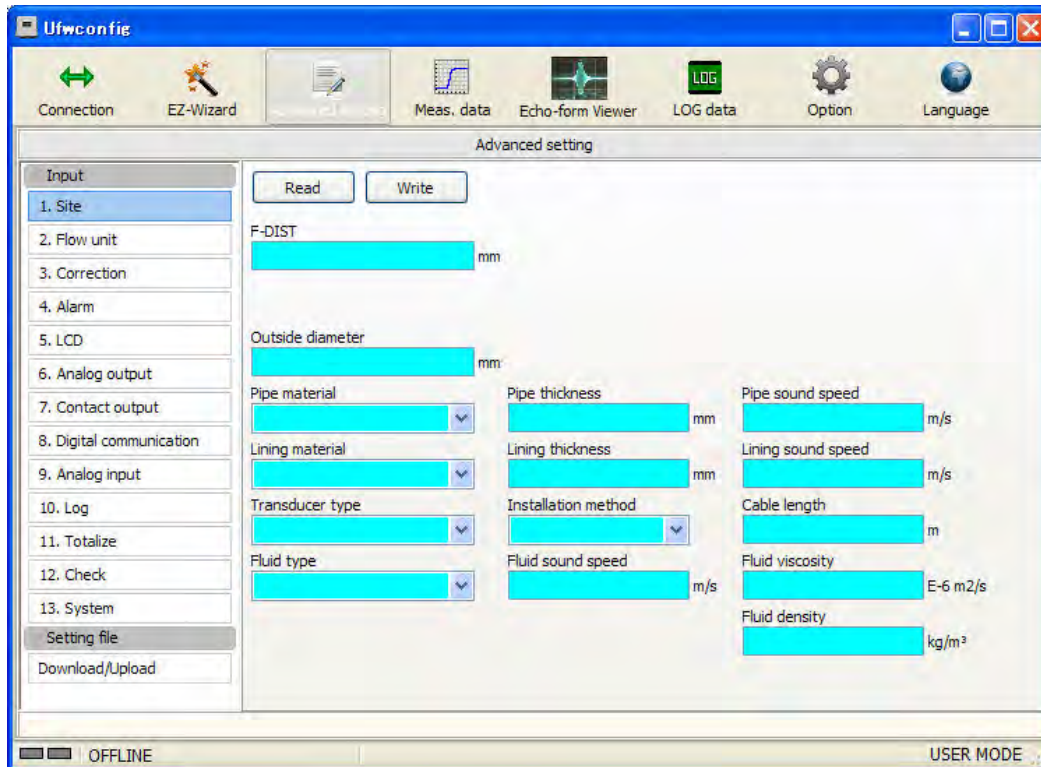 Ufwconfig
Connection EZ-Wizard Meas. data Echo-form Viewer LOG LOG data Option Language
Advanced setting
Input
1. Site
2. Flow unit
3. Correction
4. Alarm
5. LCD
6. Analog output
7. Contact output
8. Digital communication
9. Analog input
10. Log
11. Totalize
12. Check
13. System
Setting file
Download/Upload
Read Write
F-DIST
mm
Outside diameter
mm
Pipe material Pipe thickness Pipe sound speed
mm m/s
Lining material Lining thickness Lining sound speed
mm m/s
Transducer type Installation method Cable length
m
Fluid type Fluid sound speed Fluid viscosity
m/s E-6 m2/s
Fluid density
kg/m³
OFFLINE USER MODE